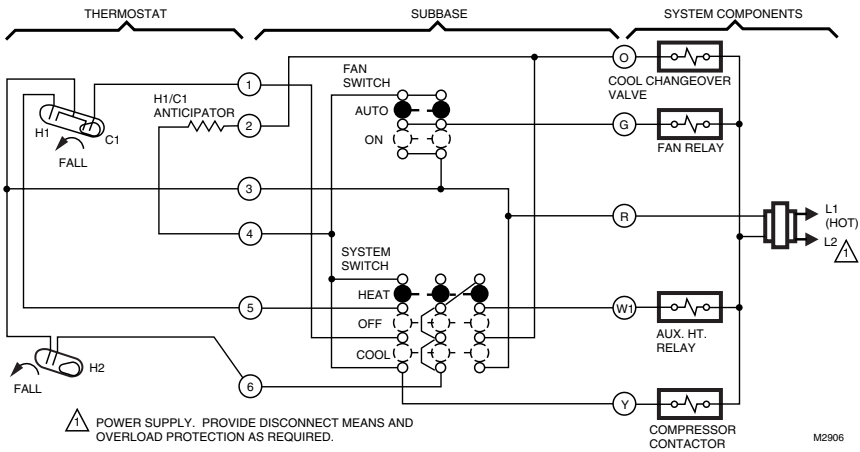 THERMOSTAT
SUBBASE
SYSTEM COMPONENTS
O
COOL CHANGEOVER
VALVE
FAN
SWITCH
1
H1/C1
ANTICIPATOR
AUTO
2
G
H1
C1
ON
FALL
FAN RELAY
3
R
L1
(HOT)
4
L2
1
SYSTEM
SWITCH
HEAT
5
W1
OFF
AUX. HT.
RELAY
COOL
H2
6
FALL
Y
1
POWER SUPPLY. PROVIDE DISCONNECT MEANS AND
OVERLOAD PROTECTION AS REQUIRED.
COMPRESSOR
CONTACTOR
M2906